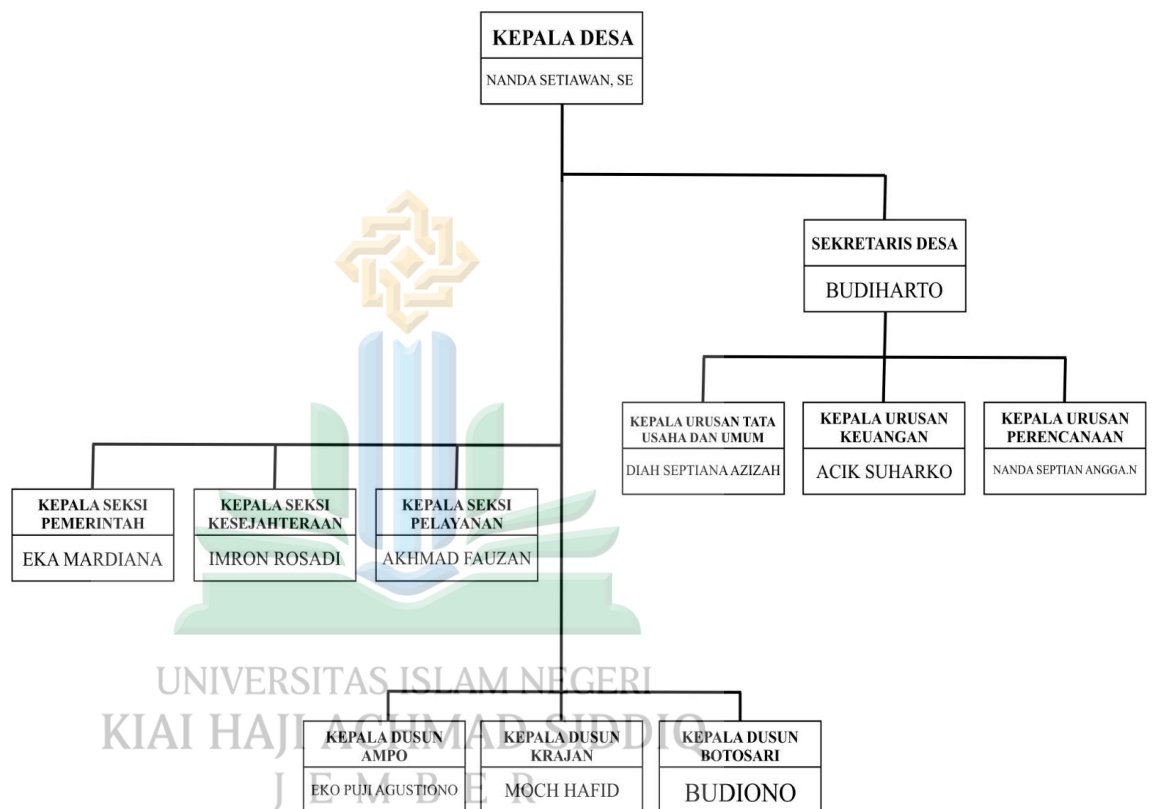 KEPALA DESA
NANDA SETIAWAN, SE
SEKRETARIS DESA
BUDIHARTO
KEPALA URUSAN TATA
USAHA DAN UMUM
DIAH SEPTIANA AZIZAH
KEPALA URUSAN
KEUANGAN
ACIK SUHARKO
KEPALA URUSAN
PERENCANAAN
NANDA SEPTIAN ANGGA.N
KEPALA SEKSI
PEMERINTAH
EKA MARDIANA
KEPALA SEKSI
KESEJAHTERAAN
IMRON ROSADI
KEPALA SEKSI
PELAYANAN
AKHMAD FAUZAN
UNIVERSITAS ISLAM NEGERI
KIAI HAJI ACHMAD SIDDIQ
JEMBER
KEPALA DUSUN
AMPO
EKO PUJI AGUSTIONO
KEPALA DUSUN
KRAJAN
MOCH HAFID
KEPALA DUSUN
BOTOSARI
BUDIONO